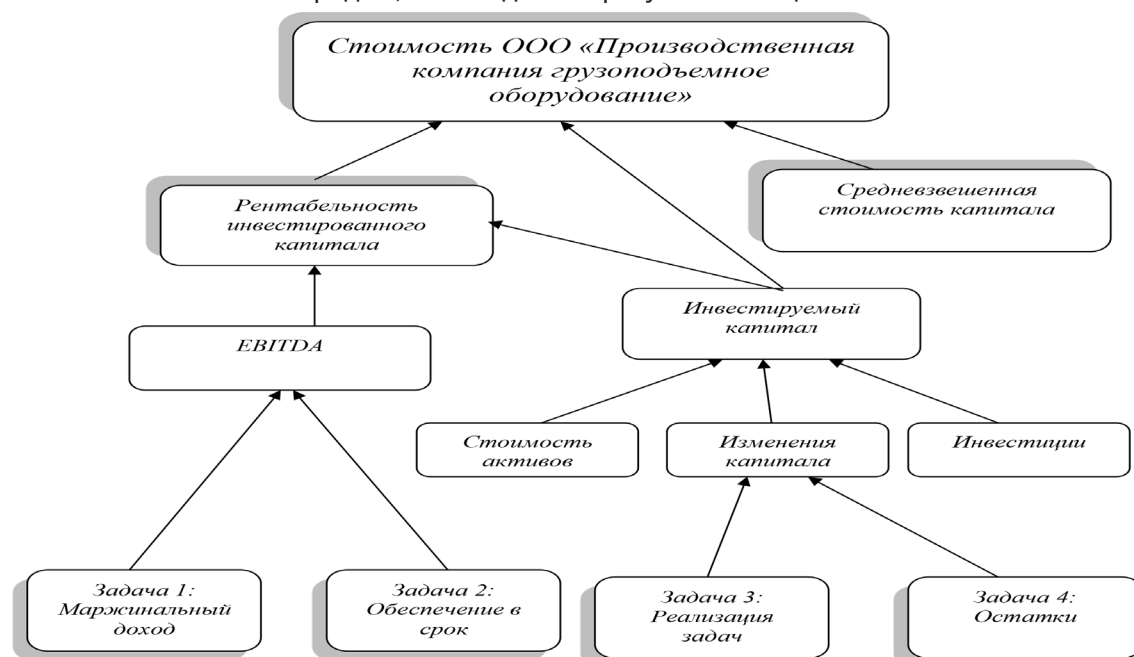 Стоимость ООО «Производственная
компания грузоподъемное
оборудование»
Рентабельность
инвестированного
капитала
Средневзвешенная
стоимость капитала
Инвестируемый
капитал
EBITDA
Стоимость
активов
Изменения
капитала
Инвестиции
Задача 1:
Маржинальный
доход
Задача 2:
Обеспечение в
срок
Задача 3:
Реализация
задач
Задача 4:
Остатки